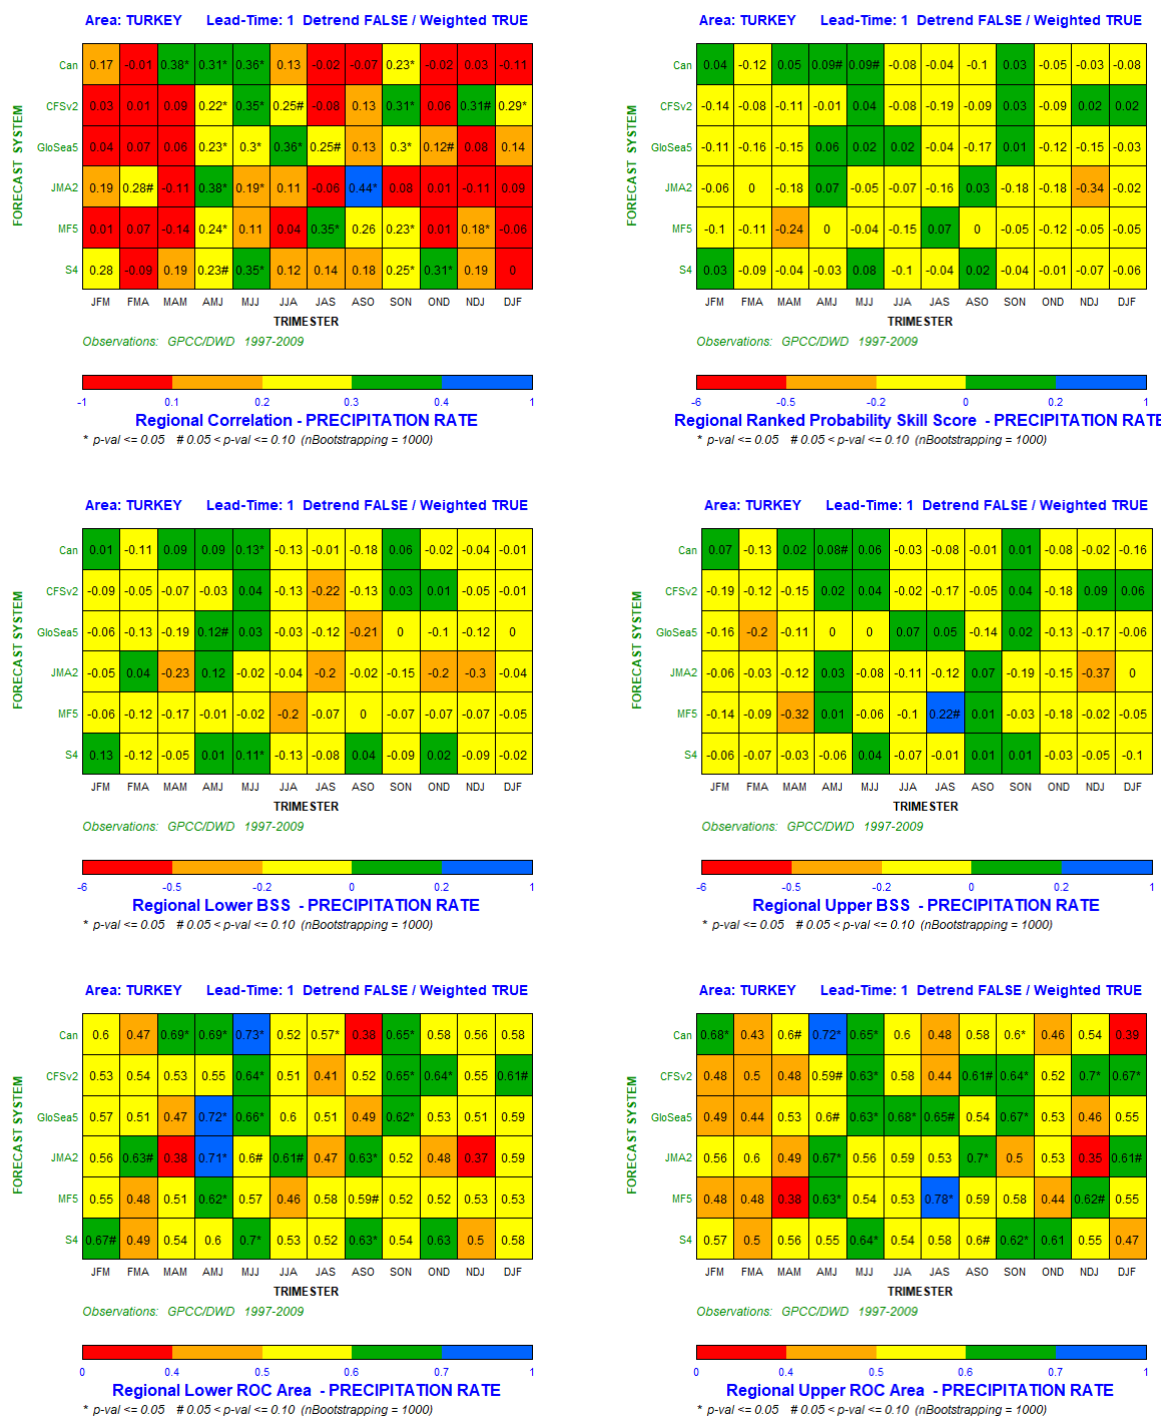 Area: TURKEY Lead-Time: 1 Detrend FALSE / Weighted TRUE
FORECAST SYSTEM
Can 0.17 -0.01 0.38* 0.31* 0.36* 0.13 -0.02 -0.07 0.23* -0.02 0.03 -0.11
CFSv2 0.03 0.01 0.09 0.22* 0.35* 0.25# -0.08 0.13 0.31* 0.06 0.31# 0.29*
GloSea5 0.04 0.07 0.06 0.23* 0.3* 0.36* 0.25# 0.13 0.3* 0.12# 0.08 0.14
JMA2 0.19 0.28# -0.11 0.38* 0.19* 0.11 -0.06 0.44* 0.08 0.01 -0.11 0.09
MF5 0.01 0.07 -0.14 0.24* 0.11 0.04 0.35* 0.26 0.23* 0.01 0.18* -0.06
S4 0.28 -0.09 0.19 0.23# 0.35* 0.12 0.14 0.18 0.25* 0.31* 0.19 0
JFM FMA MAM AMJ MJJ JJA JAS ASO SON OND NDJ DJF
TRIMESTER
Observations: GPCC/DWD 1997-2009
-1 0.1 0.2 0.3 0.4 1
Regional Correlation - PRECIPITATION RATE
* p-val <= 0.05 # 0.05 < p-val <= 0.10 (nBootstrapping = 1000)
Area: TURKEY Lead-Time: 1 Detrend FALSE / Weighted TRUE
FORECAST SYSTEM
Can 0.04 -0.12 0.05 0.09# 0.09# -0.08 -0.04 -0.1 0.03 -0.05 -0.03 -0.08
CFSv2 -0.14 -0.08 -0.11 -0.01 0.04 -0.08 -0.19 -0.09 0.03 -0.09 0.02 0.02
GloSea5 -0.11 -0.16 -0.15 0.06 0.02 0.02 -0.04 -0.17 0.01 -0.12 -0.15 -0.03
JMA2 -0.06 0 -0.18 0.07 -0.05 -0.07 -0.16 0.03 -0.18 -0.18 -0.34 -0.02
MF5 -0.1 -0.11 -0.24 0 -0.04 -0.15 0.07 0 -0.05 -0.12 -0.05 -0.05
S4 0.03 -0.09 -0.04 -0.03 0.08 -0.1 -0.04 0.02 -0.04 -0.01 -0.07 -0.06
JFM FMA MAM AMJ MJJ JJA JAS ASO SON OND NDJ DJF
TRIMESTER
Observations: GPCC/DWD 1997-2009
-6 -0.5 -0.2 0 0.2 1
Regional Ranked Probability Skill Score - PRECIPITATION RATE
* p-val <= 0.05 # 0.05 < p-val <= 0.10 (nBootstrapping = 1000)
Area: TURKEY Lead-Time: 1 Detrend FALSE / Weighted TRUE
FORECAST SYSTEM
Can 0.01 -0.11 0.09 0.09 0.13* -0.13 -0.01 -0.18 0.06 -0.02 -0.04 -0.01
CFSv2 -0.09 -0.05 -0.07 -0.03 0.04 -0.13 -0.22 -0.13 0.03 0.01 -0.05 -0.01
GloSea5 -0.06 -0.13 -0.19 0.12# 0.03 -0.03 -0.12 -0.21 0 -0.1 -0.12 0
JMA2 -0.05 0.04 -0.23 0.12 -0.02 -0.04 -0.2 -0.02 -0.15 -0.2 -0.3 -0.04
MF5 -0.06 -0.12 -0.17 -0.01 -0.02 -0.2 -0.07 0 -0.07 -0.07 -0.07 -0.05
S4 0.13 -0.12 -0.05 0.01 0.11* -0.13 -0.08 0.04 -0.09 0.02 -0.09 -0.02
JFM FMA MAM AMJ MJJ JJA JAS ASO SON OND NDJ DJF
TRIMESTER
Observations: GPCC/DWD 1997-2009
-6 -0.5 -0.2 0 0.2 1
Regional Lower BSS - PRECIPITATION RATE
* p-val <= 0.05 # 0.05 < p-val <= 0.10 (nBootstrapping = 1000)
Area: TURKEY Lead-Time: 1 Detrend FALSE / Weighted TRUE
FORECAST SYSTEM
Can 0.07 -0.13 0.02 0.08# 0.06 -0.03 -0.08 -0.01 0.01 -0.08 -0.02 -0.16
CFSv2 -0.19 -0.12 -0.15 0.02 0.04 -0.02 -0.17 -0.05 0.04 -0.18 0.09 0.06
GloSea5 -0.16 -0.2 -0.11 0 0 0.07 0.05 -0.14 0.02 -0.13 -0.17 -0.06
JMA2 -0.06 -0.03 -0.12 0.03 -0.08 -0.11 -0.12 0.07 -0.19 -0.15 -0.37 0
MF5 -0.14 -0.09 -0.32 0.01 -0.06 -0.1 0.22# 0.01 -0.03 -0.18 -0.02 -0.05
S4 -0.06 -0.07 -0.03 -0.06 0.04 -0.07 -0.01 0.01 0.01 -0.03 -0.05 -0.1
JFM FMA MAM AMJ MJJ JJA JAS ASO SON OND NDJ DJF
TRIMESTER
Observations: GPCC/DWD 1997-2009
-6 -0.5 -0.2 0 0.2 1
Regional Upper BSS - PRECIPITATION RATE
* p-val <= 0.05 # 0.05 < p-val <= 0.10 (nBootstrapping = 1000)
Area: TURKEY Lead-Time: 1 Detrend FALSE / Weighted TRUE
FORECAST SYSTEM
Can 0.6 0.47 0.69* 0.69* 0.73* 0.52 0.57* 0.38 0.65* 0.58 0.56 0.58
CFSv2 0.53 0.54 0.53 0.55 0.64* 0.51 0.41 0.52 0.65* 0.64* 0.55 0.61#
GloSea5 0.57 0.51 0.47 0.72* 0.66* 0.6 0.51 0.49 0.62* 0.53 0.51 0.59
JMA2 0.56 0.63# 0.38 0.71* 0.6# 0.61# 0.47 0.63* 0.52 0.48 0.37 0.59
MF5 0.55 0.48 0.51 0.62* 0.57 0.46 0.58 0.59# 0.52 0.52 0.53 0.53
S4 0.67# 0.49 0.54 0.6 0.7* 0.53 0.52 0.63* 0.54 0.63 0.5 0.58
JFM FMA MAM AMJ MJJ JJA JAS ASO SON OND NDJ DJF
TRIMESTER
Observations: GPCC/DWD 1997-2009
0 0.4 0.5 0.6 0.7 1
Regional Lower ROC Area - PRECIPITATION RATE
* p-val <= 0.05 # 0.05 < p-val <= 0.10 (nBootstrapping = 1000)
Area: TURKEY Lead-Time: 1 Detrend FALSE / Weighted TRUE
FORECAST SYSTEM
Can 0.68* 0.43 0.6# 0.72* 0.65* 0.6 0.48 0.58 0.6* 0.46 0.54 0.39
CFSv2 0.48 0.5 0.48 0.59# 0.63* 0.58 0.44 0.61# 0.64* 0.52 0.7* 0.67*
GloSea5 0.49 0.44 0.53 0.6# 0.63* 0.68* 0.65# 0.54 0.67* 0.53 0.46 0.55
JMA2 0.56 0.6 0.49 0.67* 0.56 0.59 0.53 0.7* 0.5 0.53 0.35 0.61#
MF5 0.48 0.48 0.38 0.63* 0.54 0.53 0.78* 0.59 0.58 0.44 0.62# 0.55
S4 0.57 0.5 0.56 0.55 0.64* 0.54 0.58 0.6# 0.62* 0.61 0.55 0.47
JFM FMA MAM AMJ MJJ JJA JAS ASO SON OND NDJ DJF
TRIMESTER
Observations: GPCC/DWD 1997-2009
0 0.4 0.5 0.6 0.7 1
Regional Upper ROC Area - PRECIPITATION RATE
* p-val <= 0.05 # 0.05 < p-val <= 0.10 (nBootstrapping = 1000)